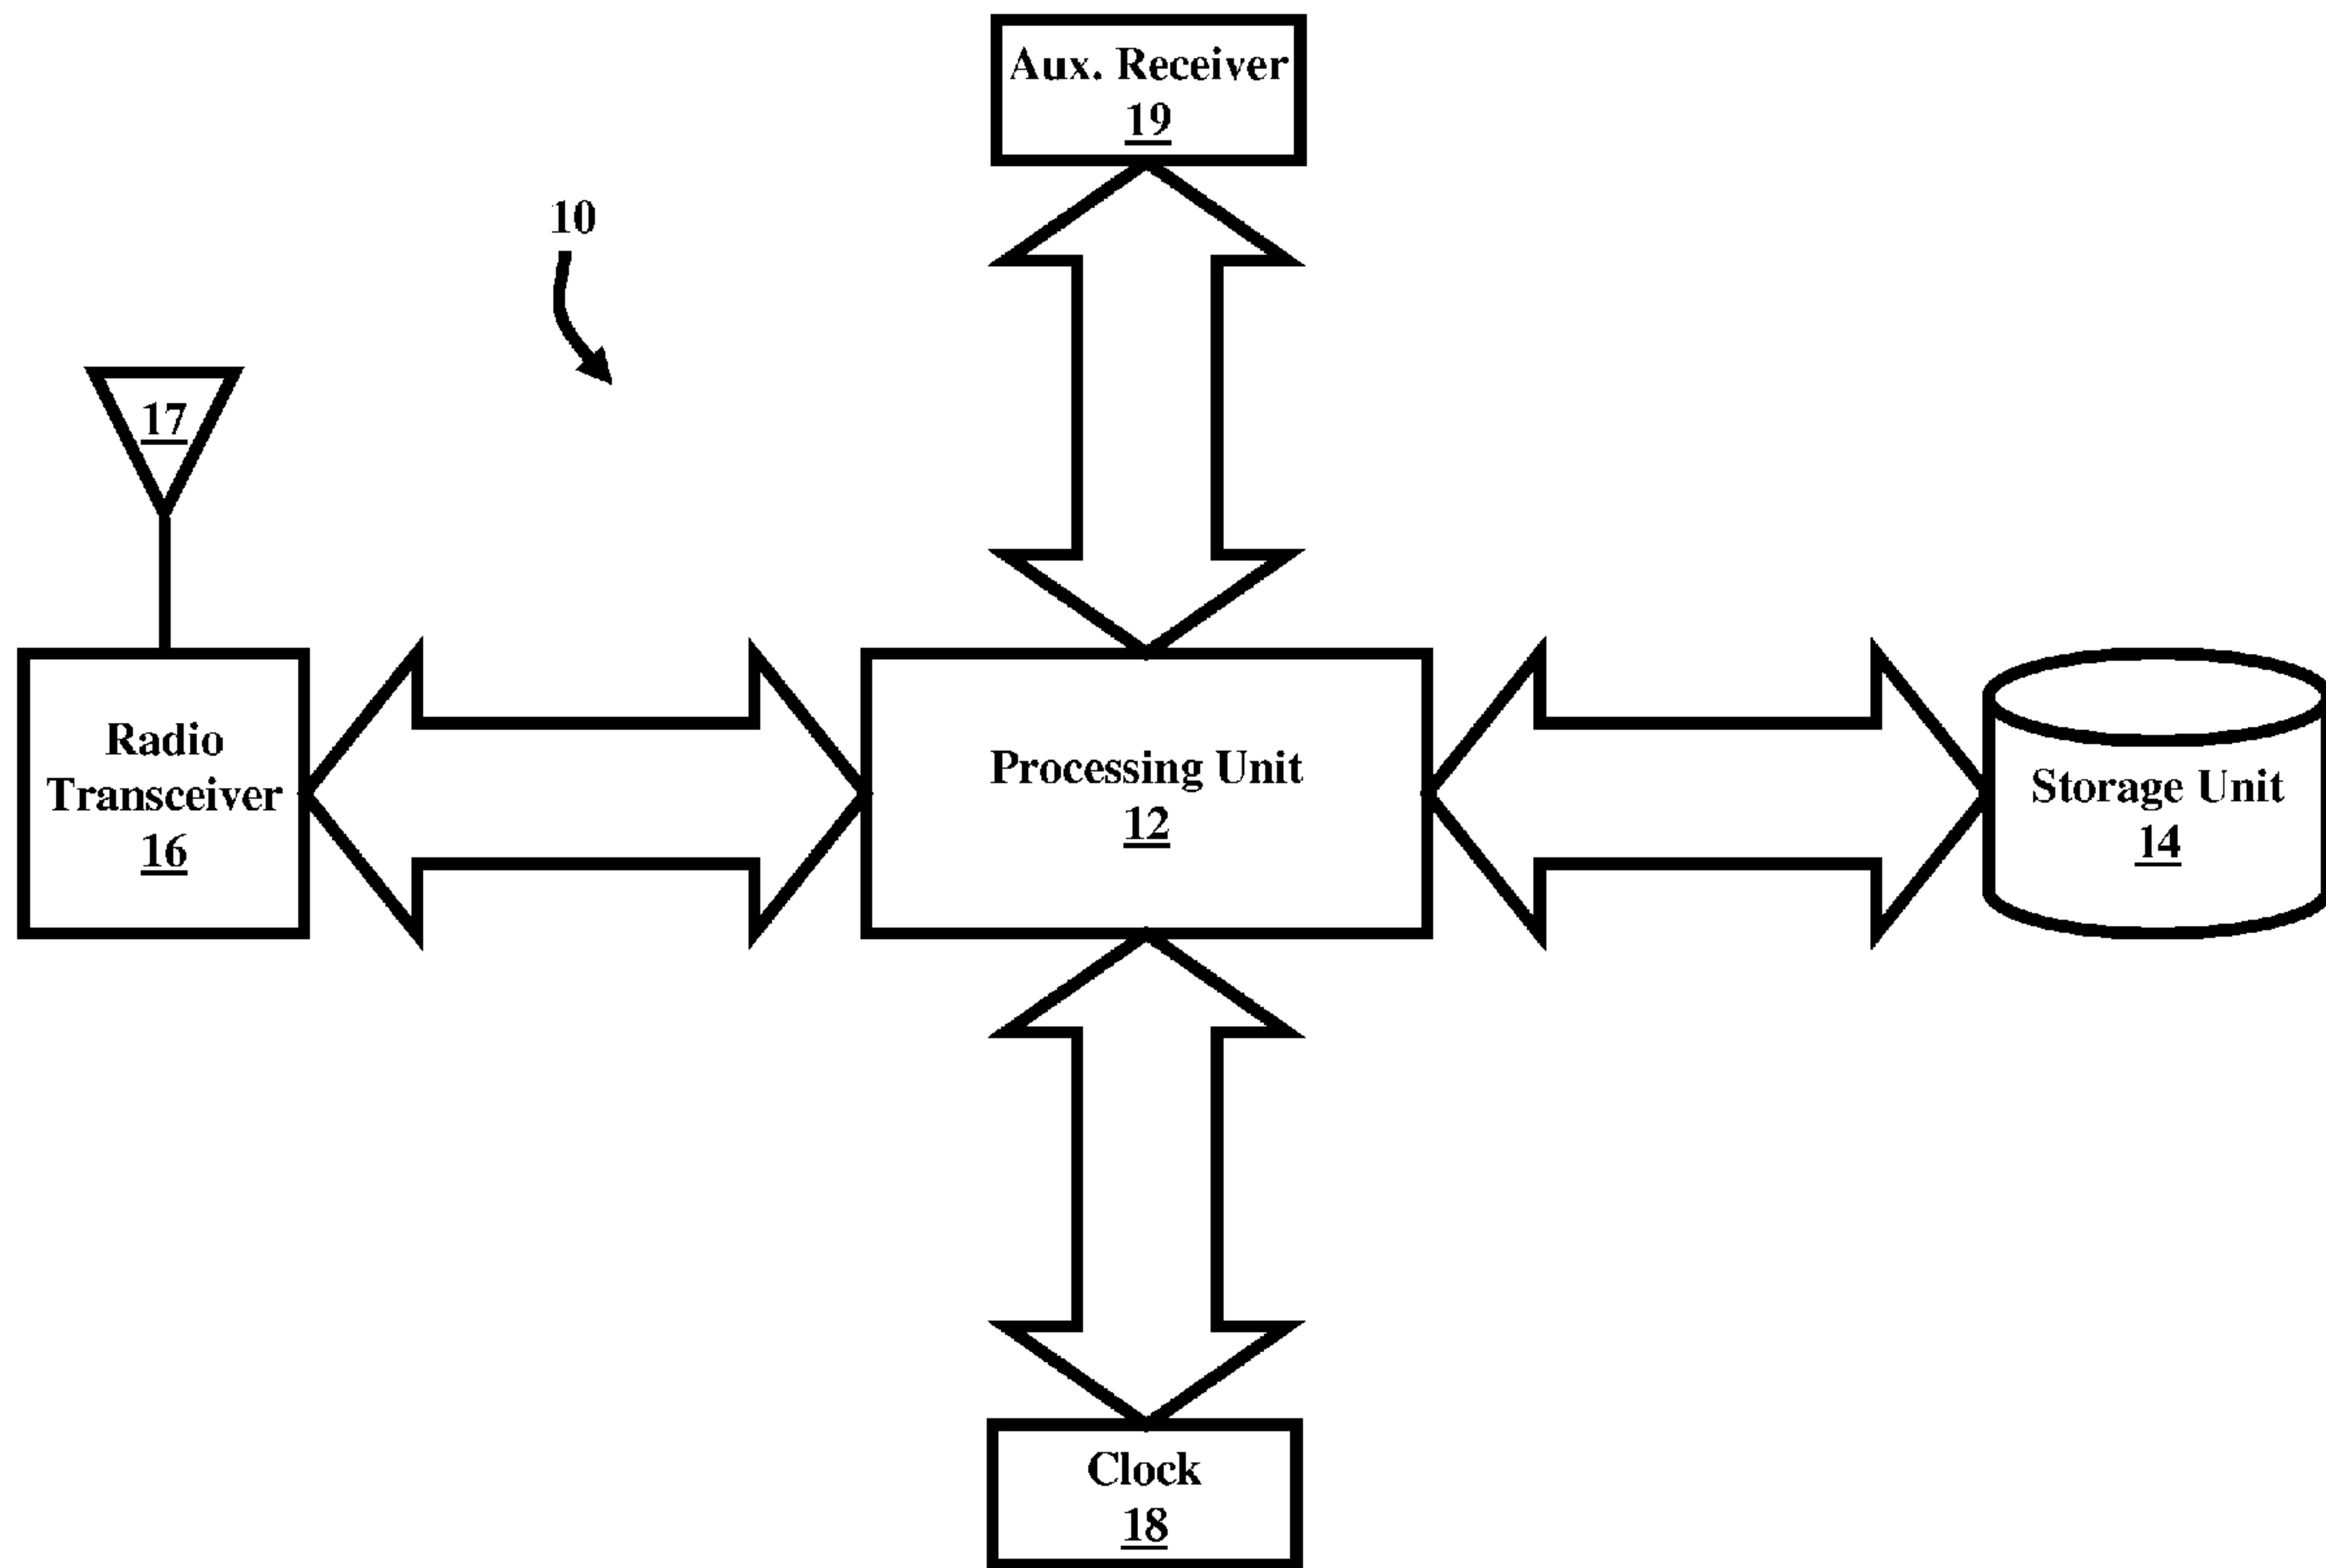 Aux. Receiver
19
10
17
Radio
Transceiver
16
Processing Unit
12
Storage Unit
14
Clock
18